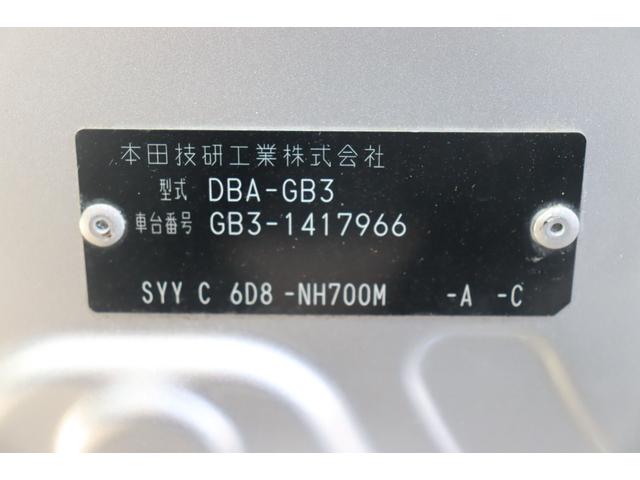 本田技研工業株式会社
型式 DBA-GB3
車台番号 GB3-1417966
SYY C 6D8 -NH700M -A -C